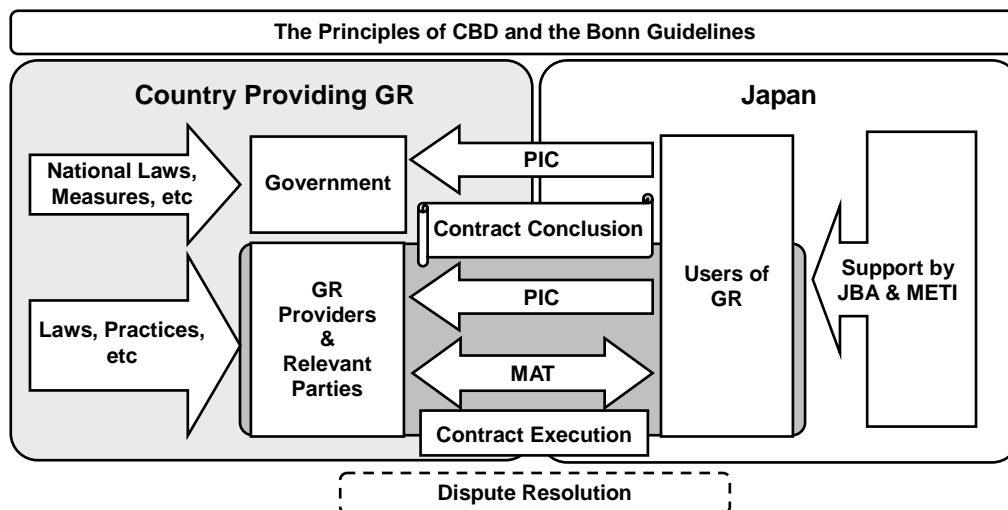 The Principles of CBD and the Bonn Guidelines
Country Providing GR
Japan
National Laws,
Measures, etc
Government
PIC
Contract Conclusion
Laws, Practices,
etc
GR
Providers
&
Relevant
Parties
PIC
MAT
Contract Execution
Users of
GR
Support by
JBA & METI
Dispute Resolution